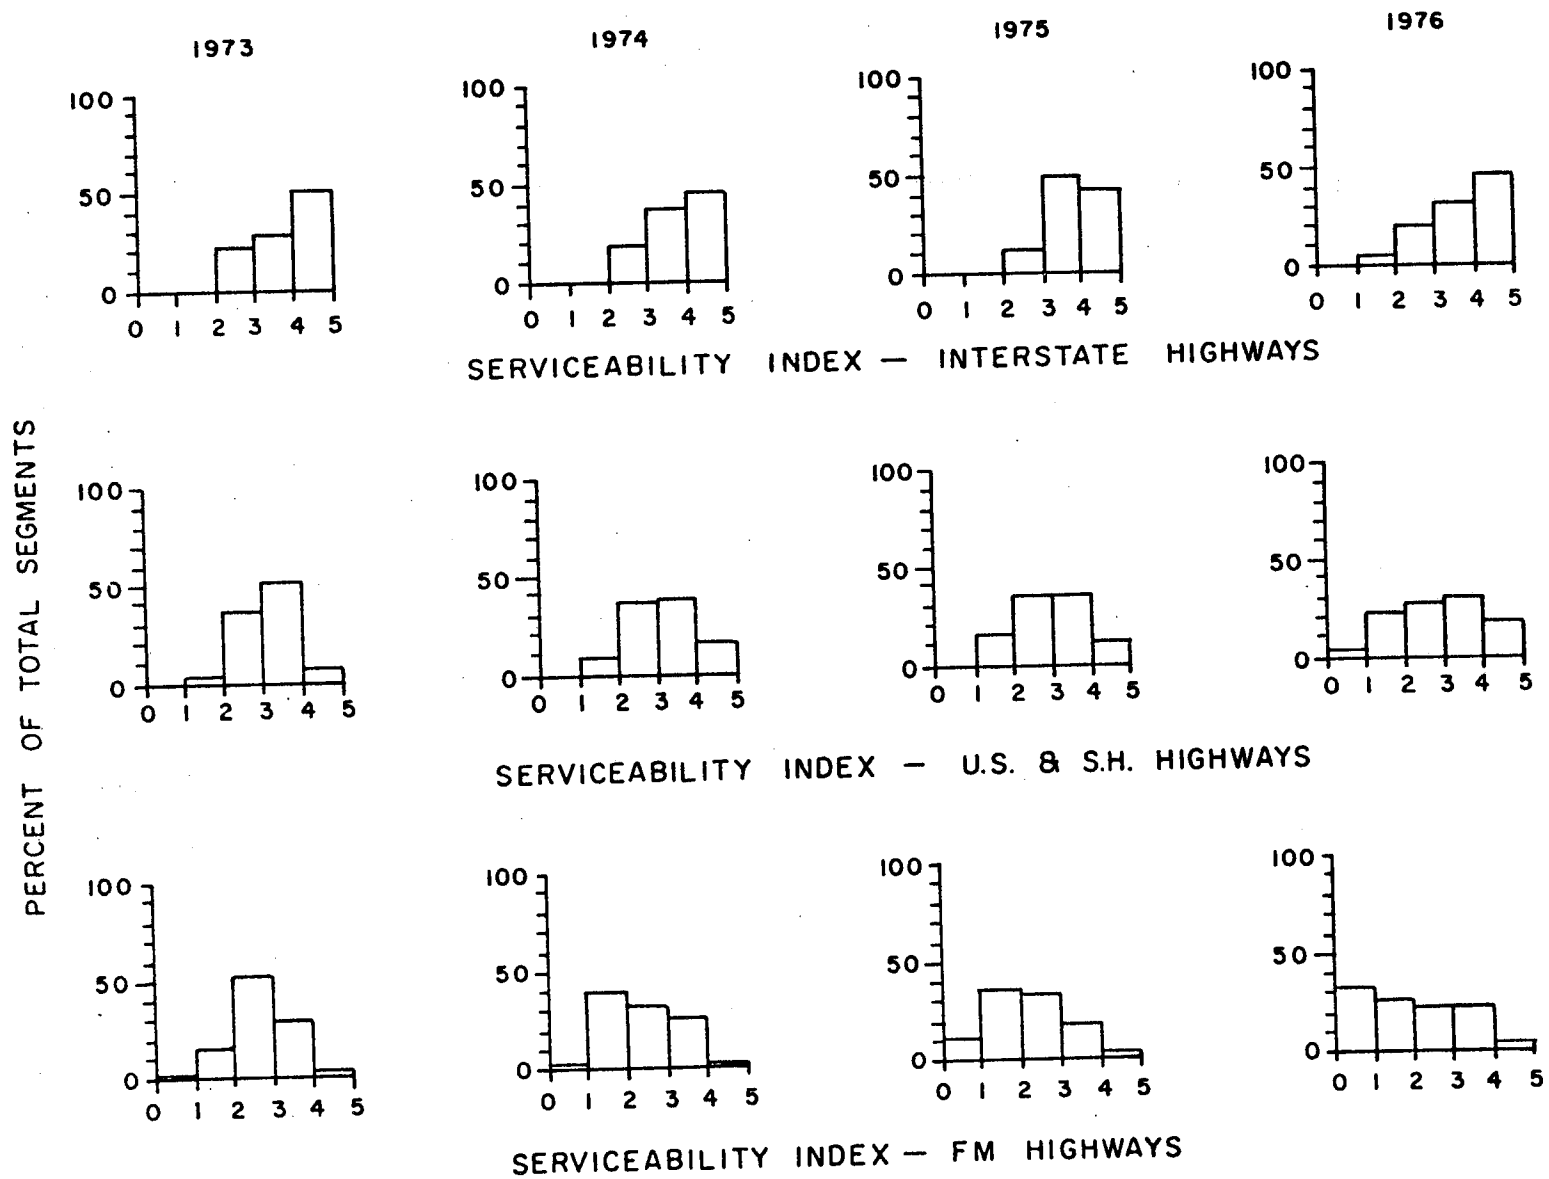 1973 1974 1975 1976
100 100 100 100
50 50 50 50
0 0 0 0
0 1 2 3 4 5 0 1 2 3 4 5 0 1 2 3 4 5 0 1 2 3 4 5
SERVICEABILITY INDEX — INTERSTATE HIGHWAYS
PERCENT OF TOTAL SEGMENTS
100 100 100 100
50 50 50 50
0 0 0 0
0 1 2 3 4 5 0 1 2 3 4 5 0 1 2 3 4 5 0 1 2 3 4 5
SERVICEABILITY INDEX — U.S. & S.H. HIGHWAYS
100 100 100 100
50 50 50 50
0 0 0 0
0 1 2 3 4 5 0 1 2 3 4 5 0 1 2 3 4 5 0 1 2 3 4 5
SERVICEABILITY INDEX — FM HIGHWAYS